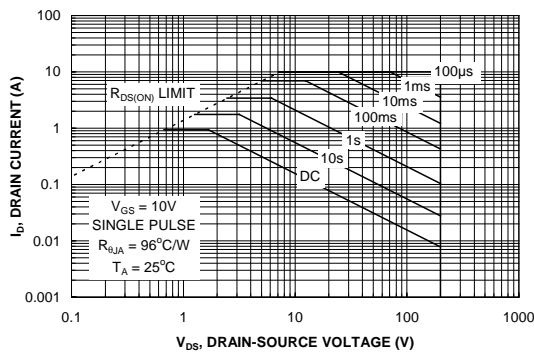 100
10
1
0.1
0.01
0.001
I_D, DRAIN CURRENT (A)
R_DS(ON) LIMIT
100µs
1ms
10ms
100ms
1s
10s
DC
V_GS = 10V
SINGLE PULSE
R_θJA = 96°C/W
T_A = 25°C
0.1
1
10
100
1000
V_DS, DRAIN-SOURCE VOLTAGE (V)